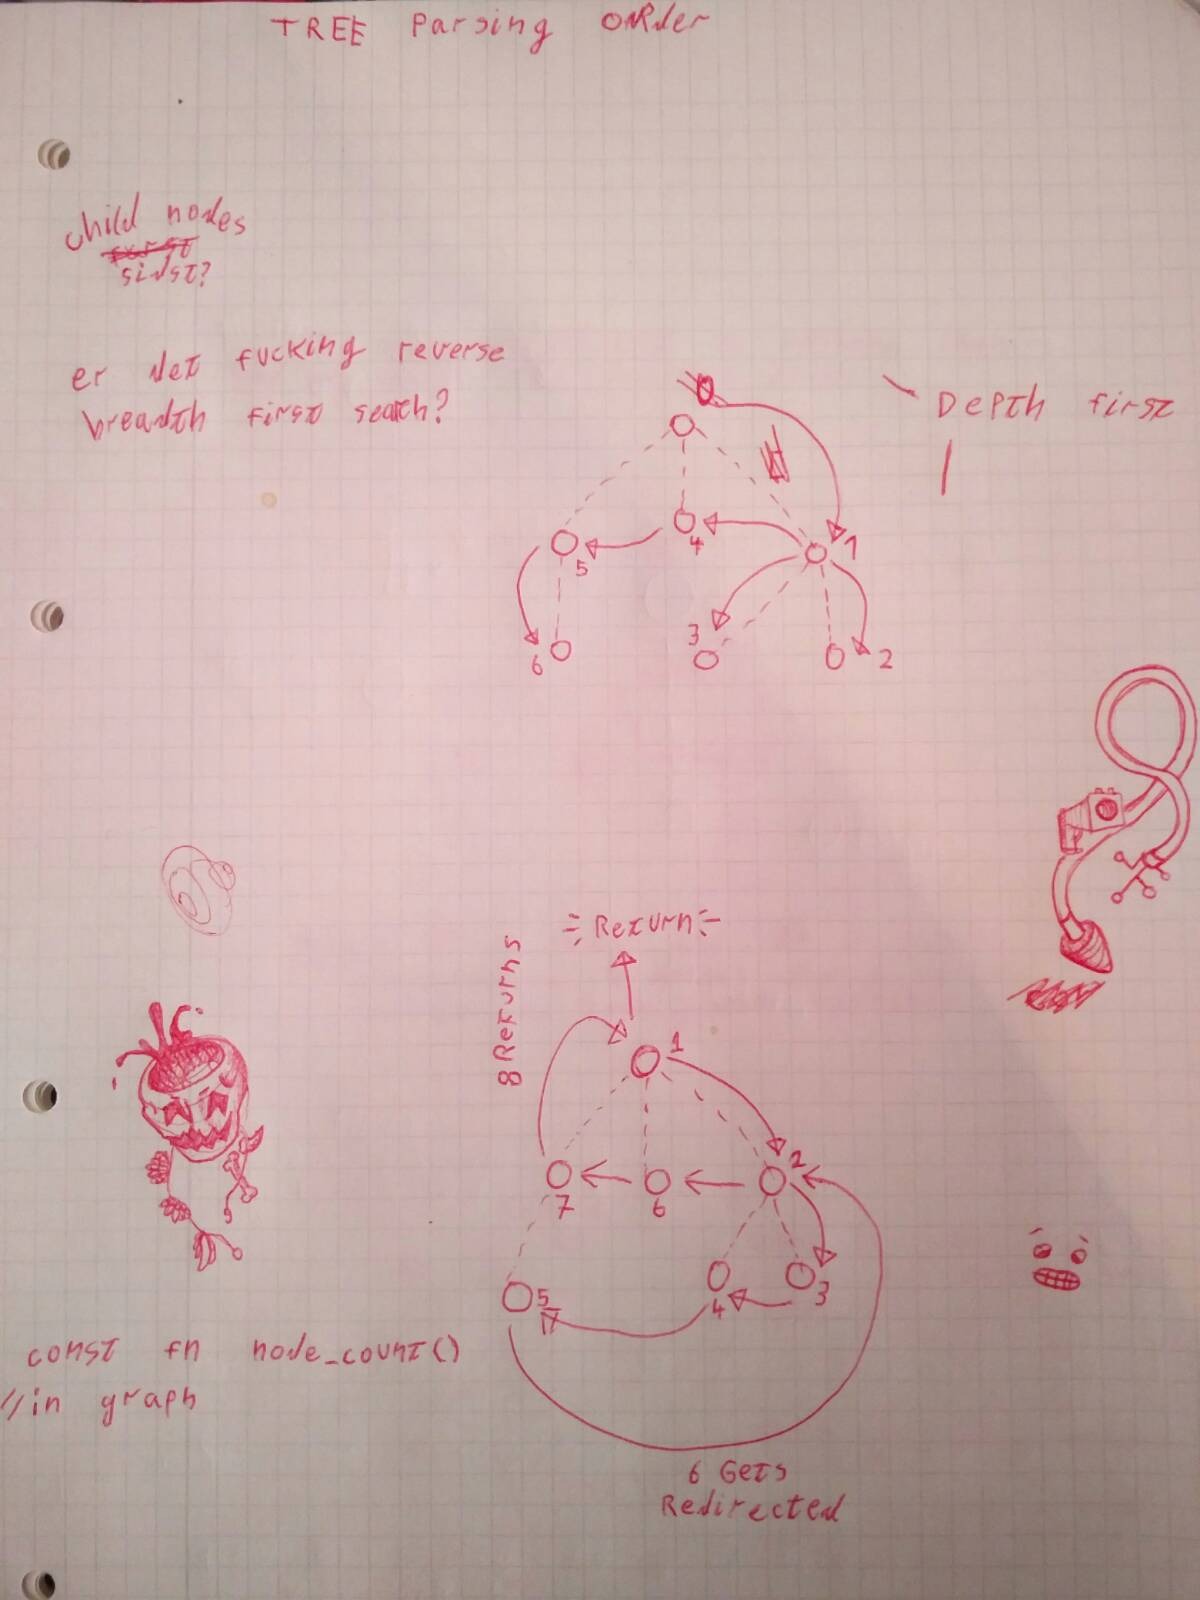 TREE Parsing ORder
child nodes
sidst?
er det fucking reverse
breadth first search?
Depth first
0
1
4
5
3
2
6
Return
8 Returns
1
2
7
6
5
4
3
const fn node_count()
//in graph
6 Gets
Redirected